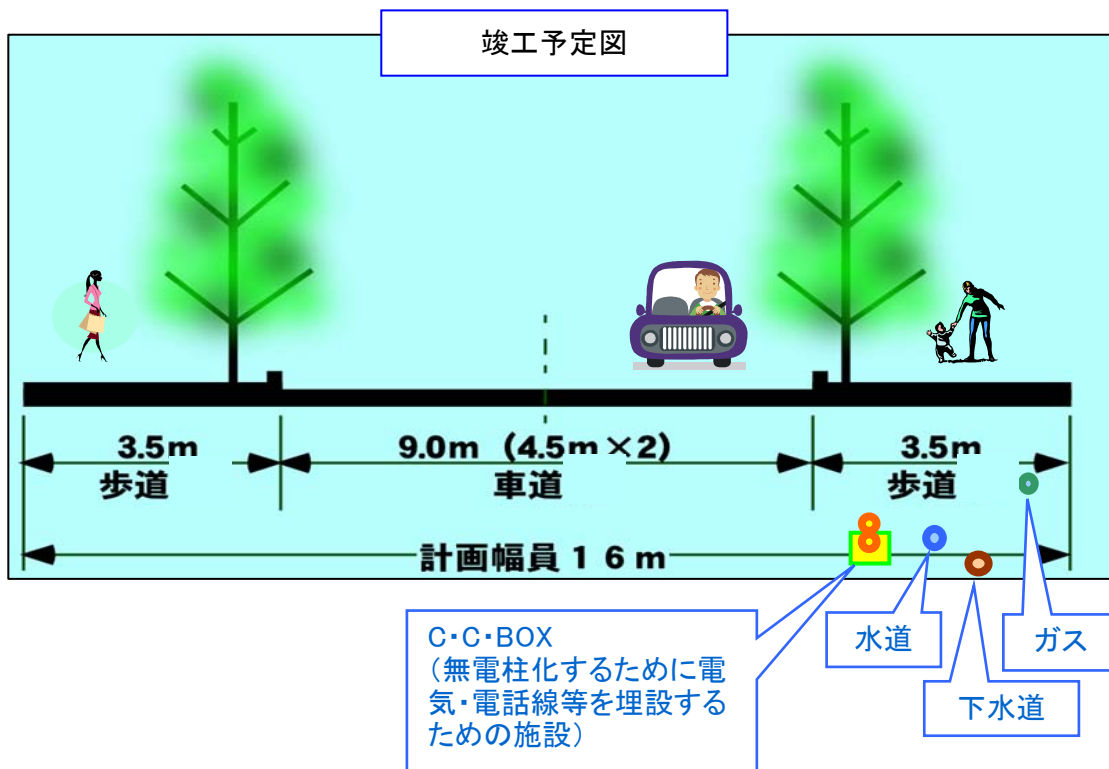 竣工予定図
3.5m
歩道
9.0m (4.5m×2)
車道
3.5m
歩道
計画幅員16m
C・C・BOX
(無電柱化するために電
気・電話線等を埋設する
ための施設)
水道
下水道
ガス